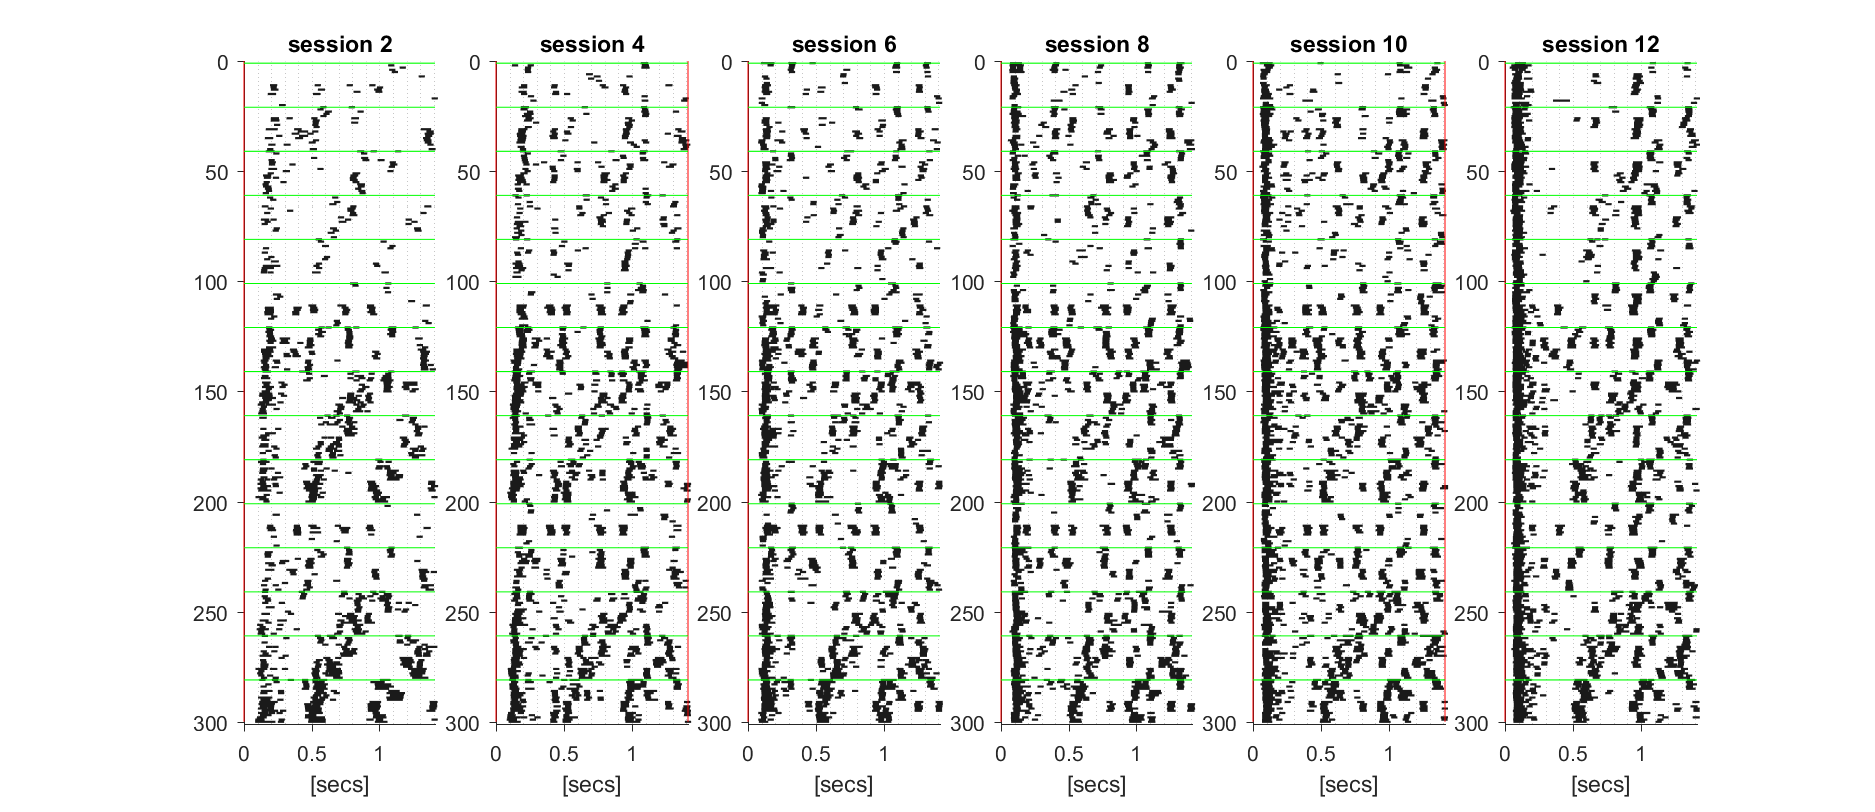 session 2 session 4 session 6 session 8 session 10 session 12
0 0 0 0 0 0
50 50 50 50 50 50
100 100 100 100 100 100
150 150 150 150 150 150
200 200 200 200 200 200
250 250 250 250 250 250
300 300 300 300 300 300
0 0.5 1 0 0.5 1 0 0.5 1 0 0.5 1 0 0.5 1 0 0.5 1
[secs] [secs] [secs] [secs] [secs] [secs]